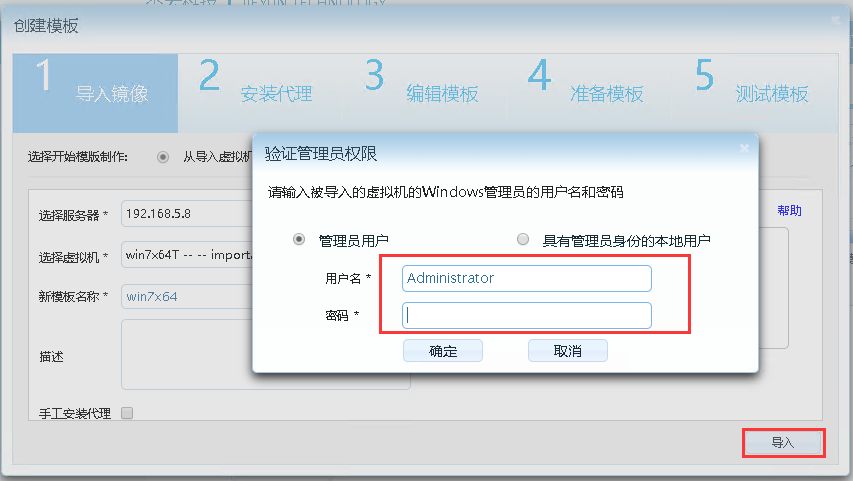 创建模板
1 导入镜像
2 安装代理
3 编辑模板
4 准备模板
5 测试模板
选择开始模版制作: 从导入虚拟机
验证管理员权限
请输入被导入的虚拟机的Windows管理员的用户名和密码
管理员用户 具有管理员身份的本地用户
用户名 * Administrator
密码 *
确定 取消
帮助
选择服务器 * 192.168.5.8
选择虚拟机 * win7x64T -- -- importa
新模板名称 * win7x64
描述
手工安装代理
导入